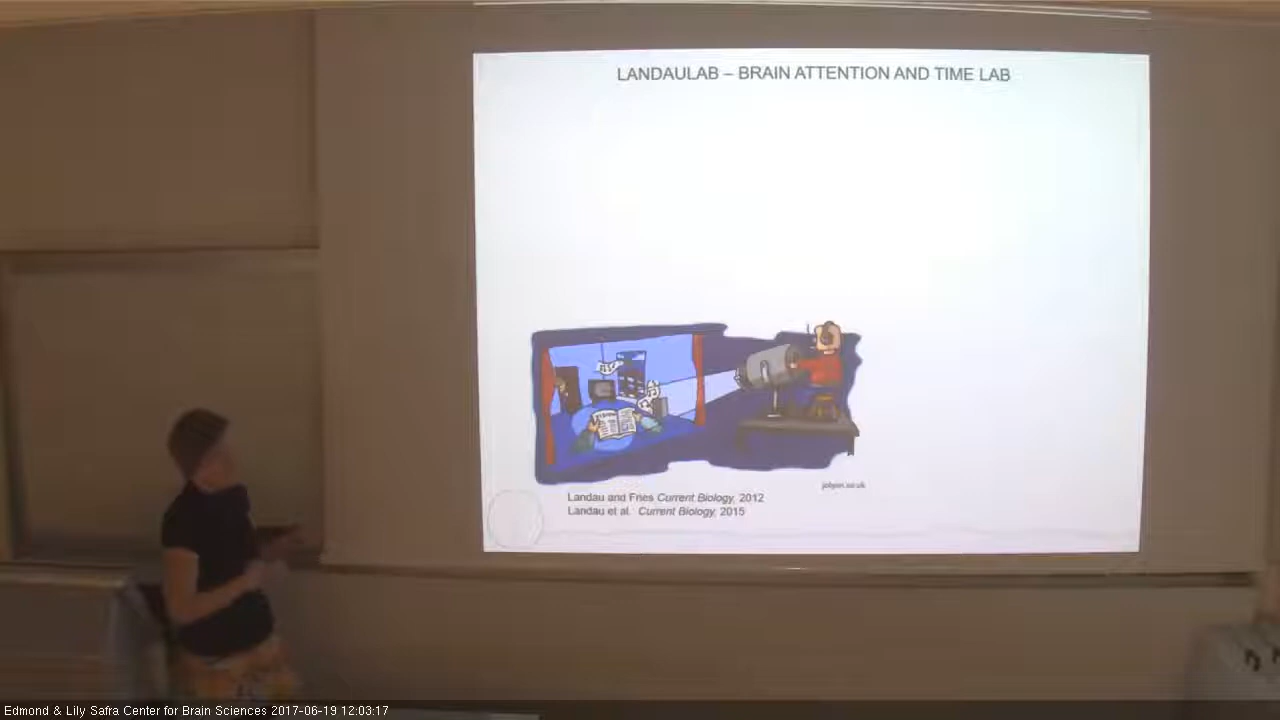 LANDAULAB – BRAIN ATTENTION AND TIME LAB
jolyon.co.uk
Landau and Fries Current Biology, 2012
Landau et al. Current Biology, 2015
Edmond & Lily Safra Center for Brain Sciences 2017-06-19 12:03:17